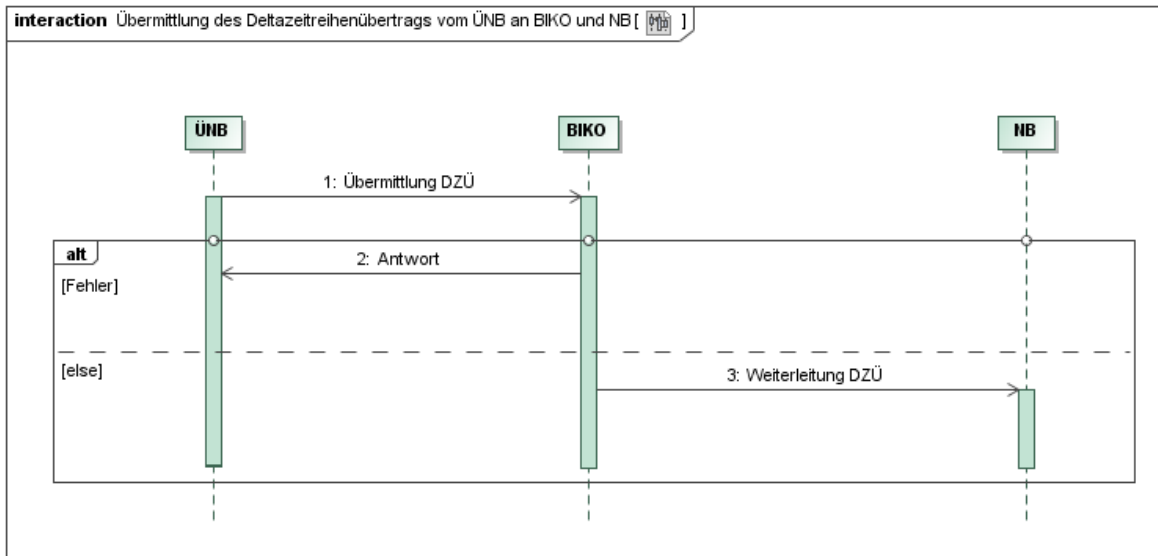 interaction Übermittlung des Deltazeitreihenübertrags vom ÜNB an BIKO und NB [ ]
ÜNB
BIKO
NB
1: Übermittlung DZÜ
alt
2: Antwort
[Fehler]
[else]
3: Weiterleitung DZÜ